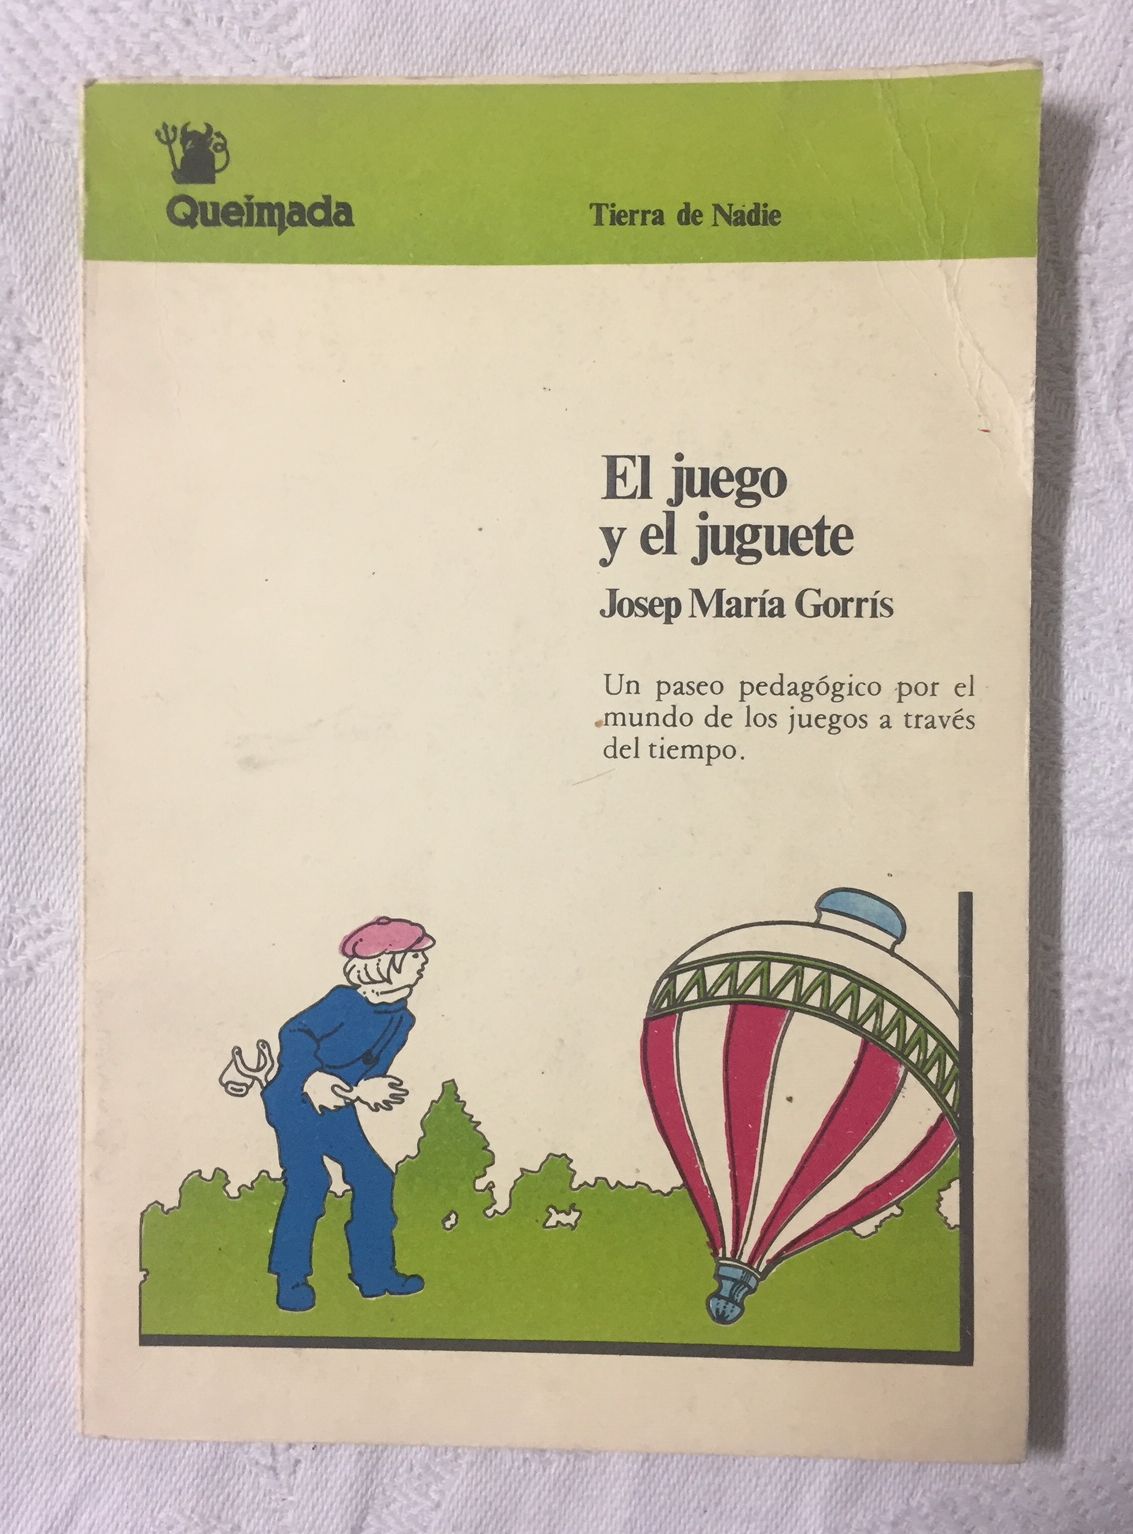 Queimada
Tierra de Nadie
El juego
y el juguete
Josep María Gorrís
Un paseo pedagógico por el
mundo de los juegos a través
del tiempo.